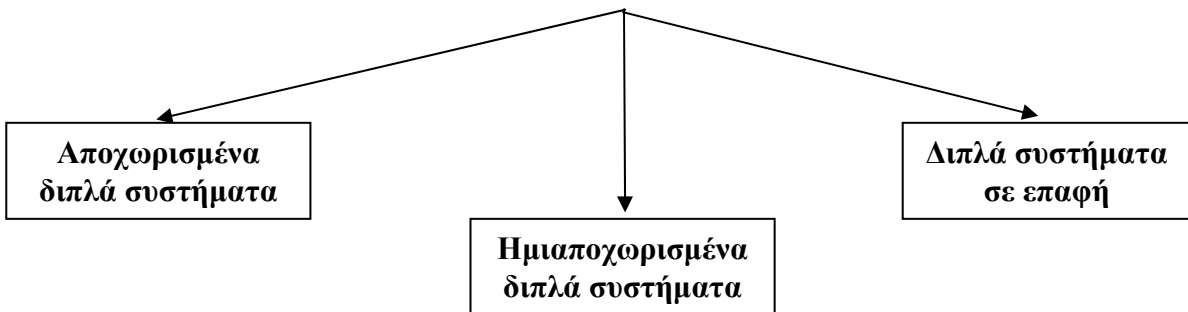 Αποχωρισμένα
διπλά συστήματα
Ημιαποχωρισμένα
διπλά συστήματα
Διπλά συστήματα
σε επαφή